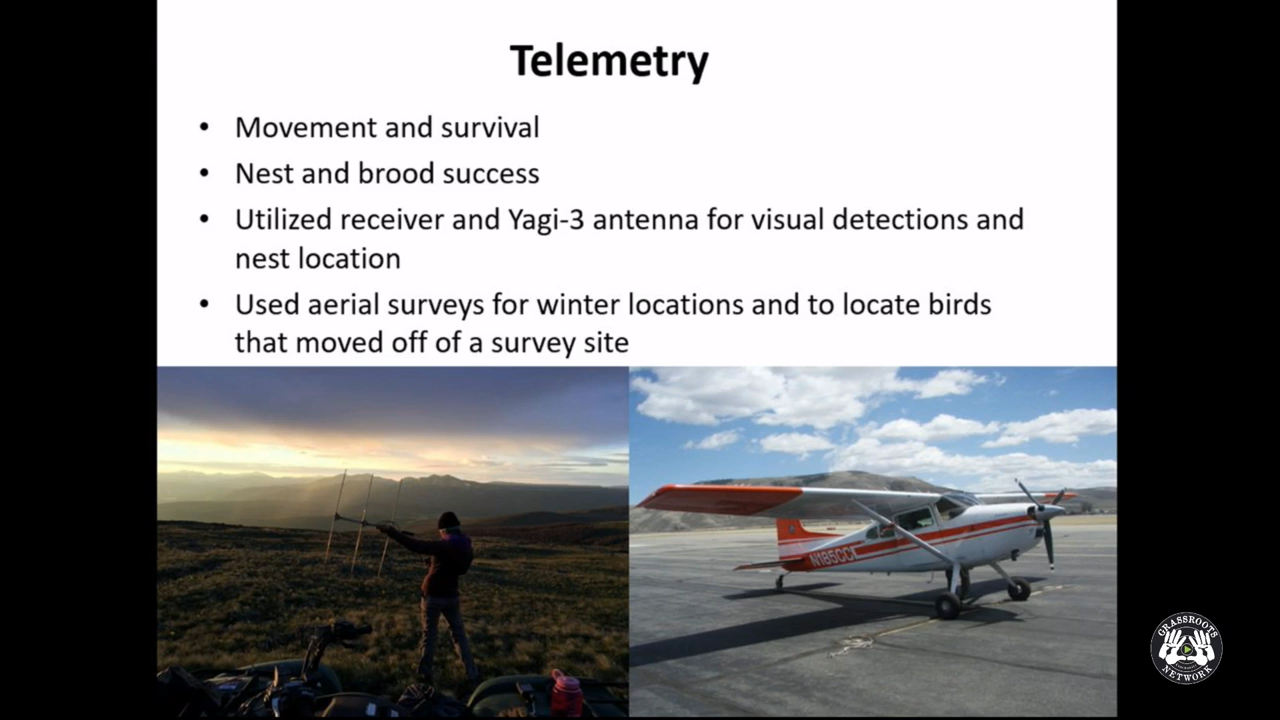 Telemetry
• Movement and survival
• Nest and brood success
• Utilized receiver and Yagi-3 antenna for visual detections and
nest location
• Used aerial surveys for winter locations and to locate birds
that moved off of a survey site
N185CC
GRASSROOTS
NETWORK